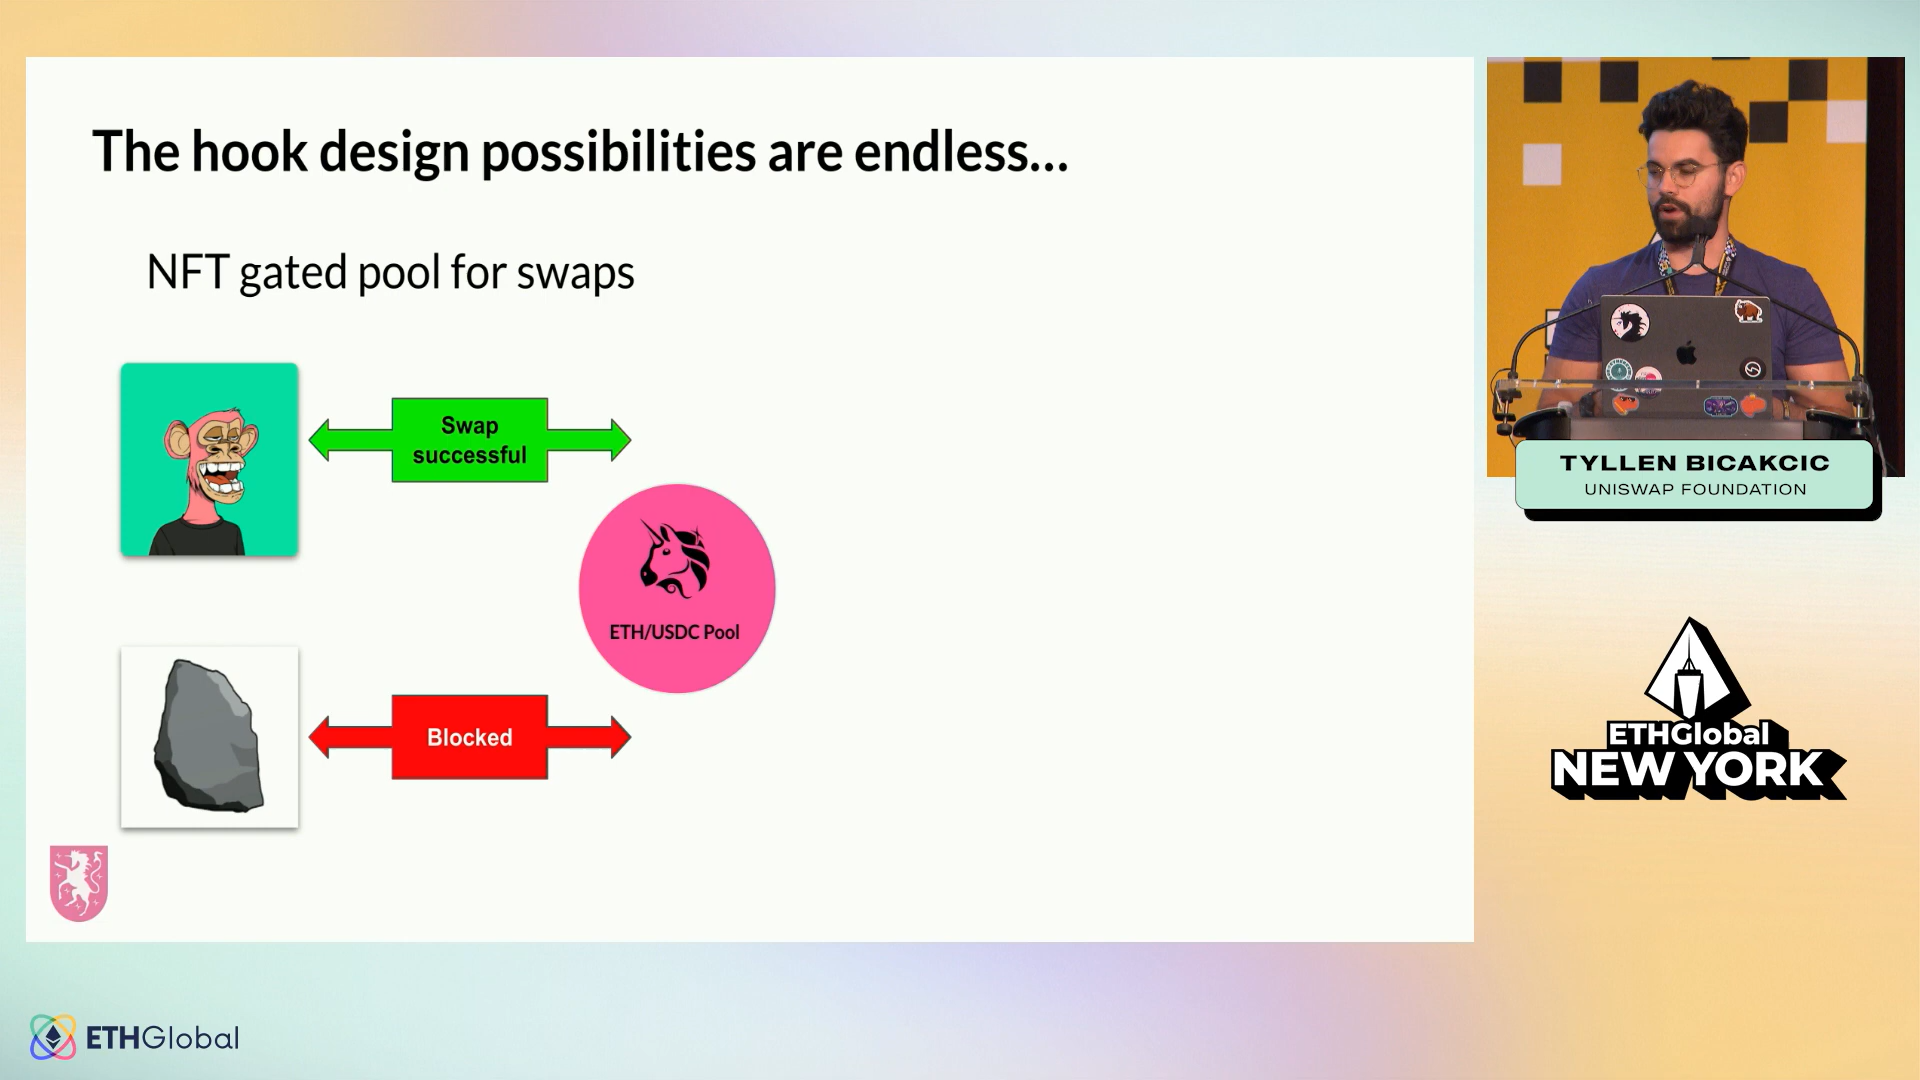 The hook design possibilities are endless...
NFT gated pool for swaps
Swap
successful
ETH/USDC Pool
Blocked
TYLLEN BICAKCIC
UNISWAP FOUNDATION
ETHGlobal
NEW YORK
ETHGlobal